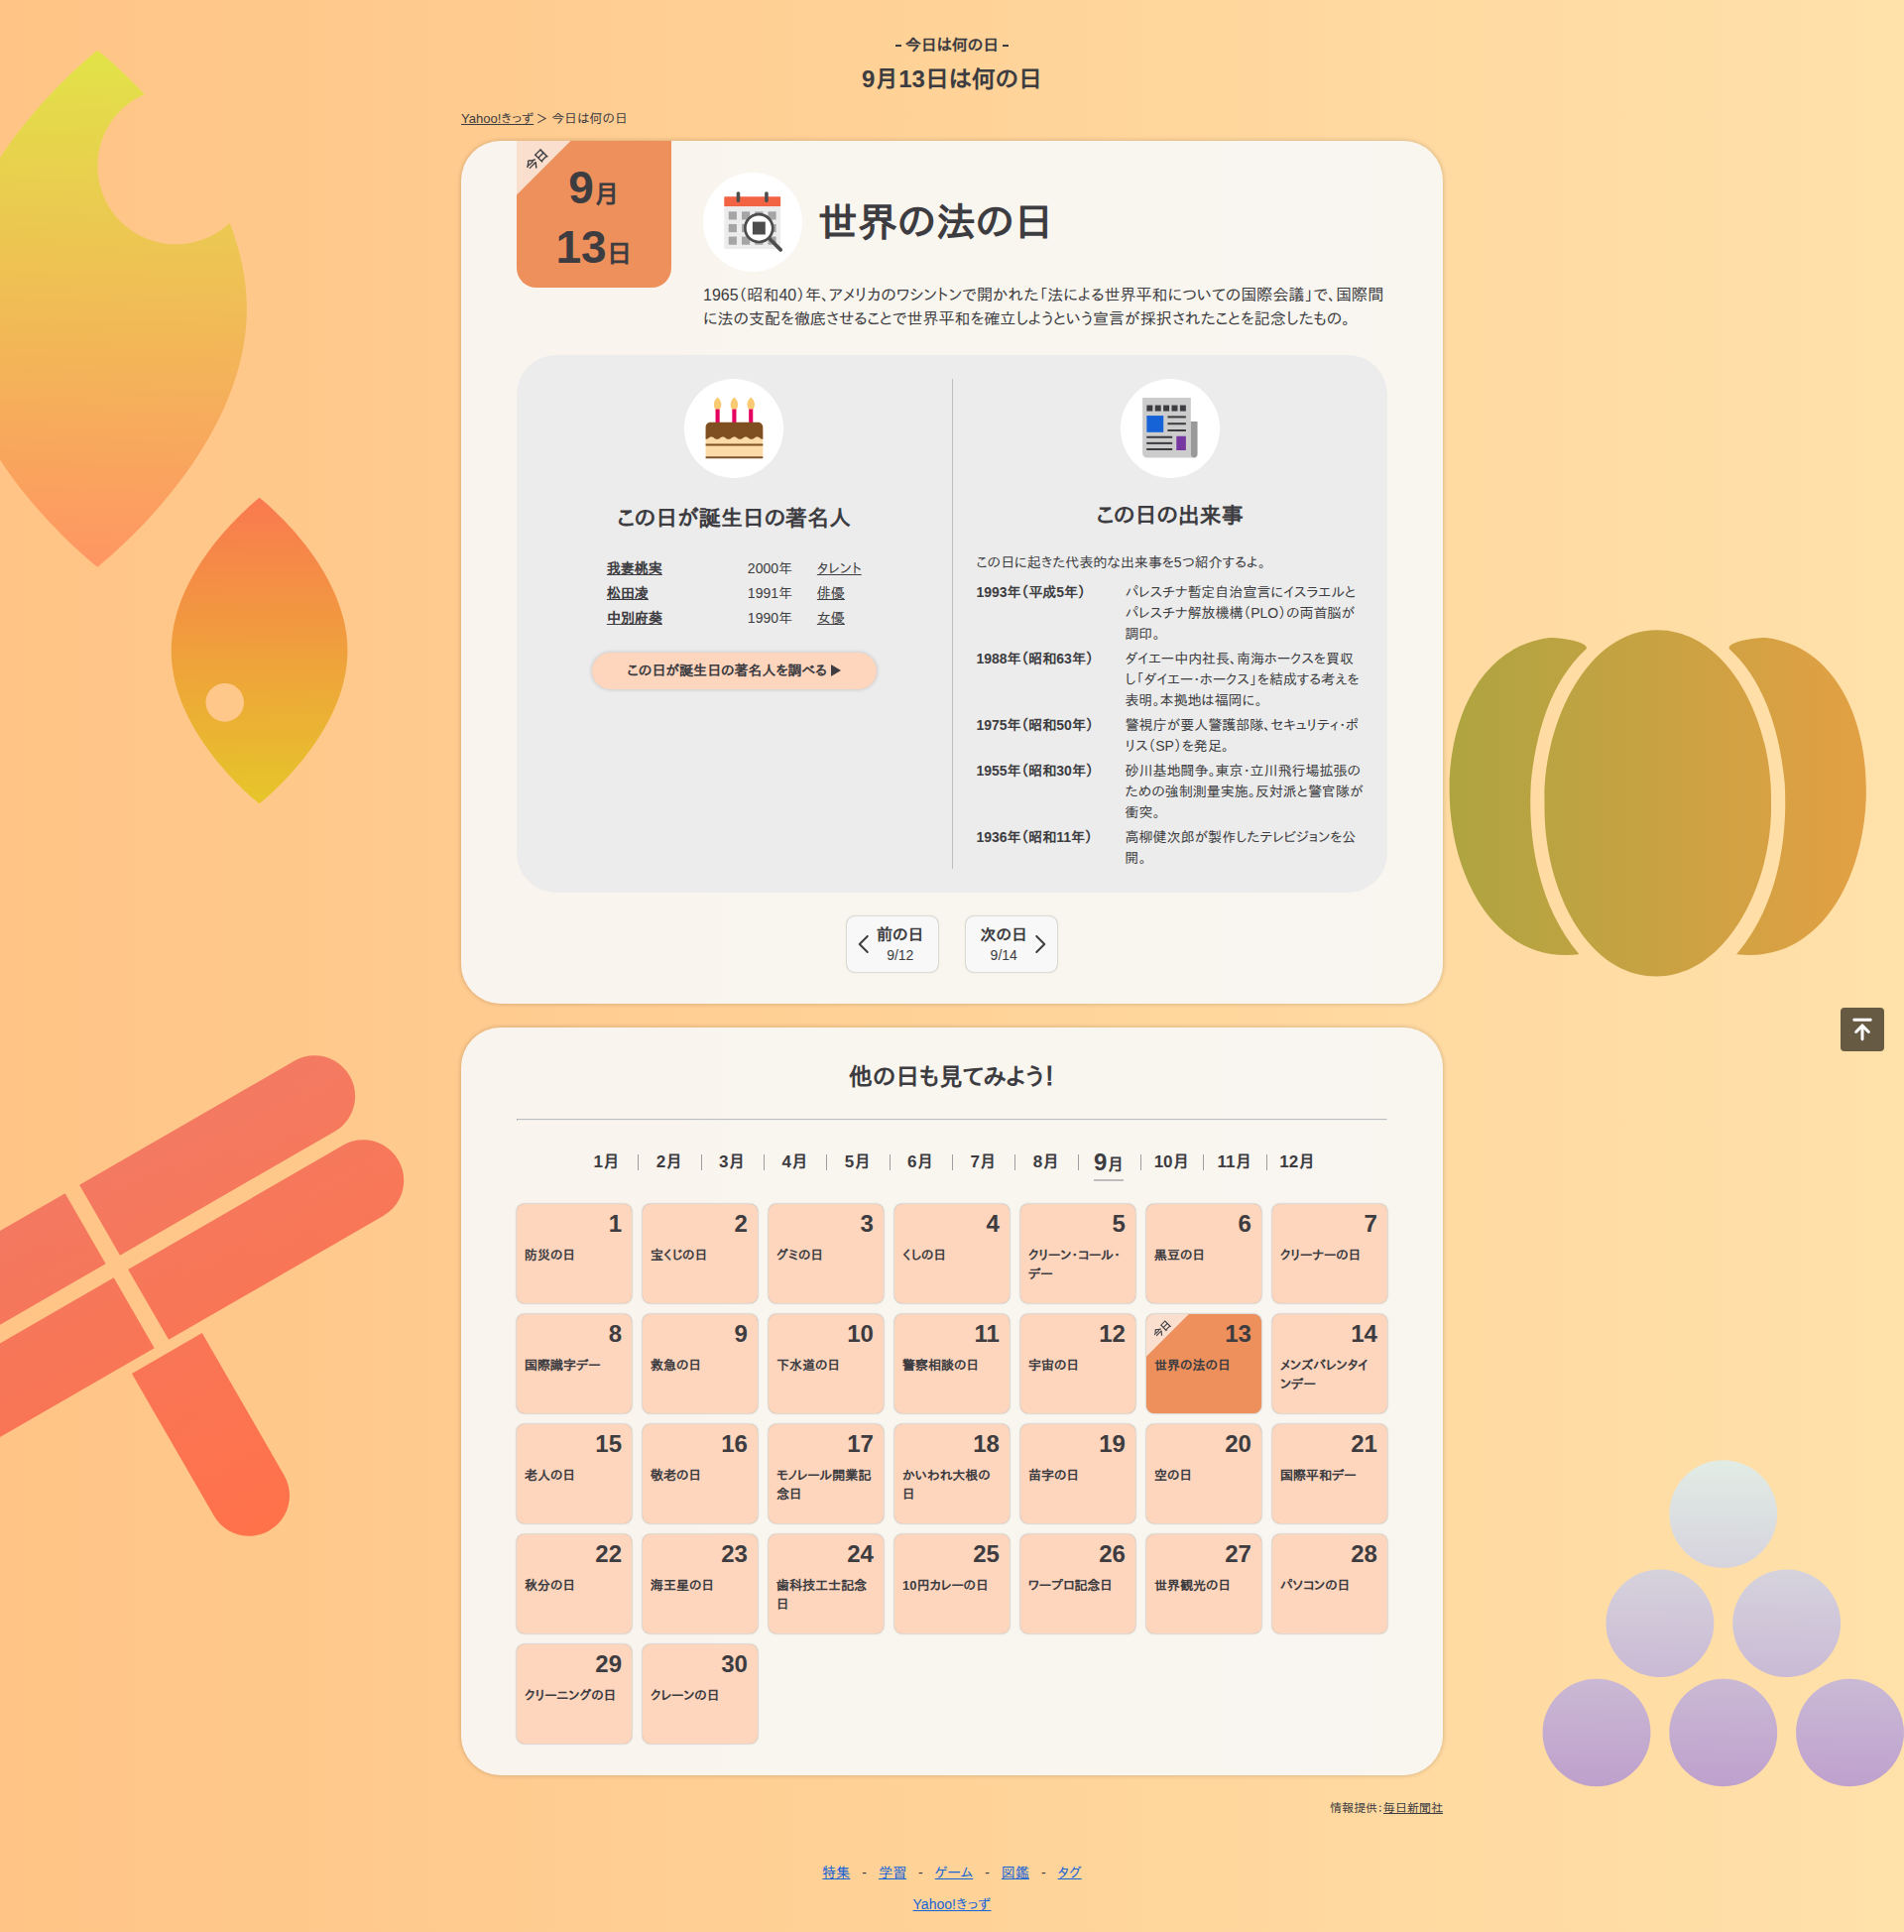 - 今日は何の日 -
9月13日は何の日
Yahoo!きっず > 今日は何の日
今日
9月
13日
世界の法の日
1965（昭和40）年、アメリカのワシントンで開かれた「法による世界平和についての国際会議」で、国際間
に法の支配を徹底させることで世界平和を確立しようという宣言が採択されたことを記念したもの。
この日が誕生日の著名人
我妻桃実 2000年 タレント
松田凌 1991年 俳優
中別府葵 1990年 女優
この日が誕生日の著名人を調べる▶
この日の出来事
この日に起きた代表的な出来事を5つ紹介するよ。
1993年（平成5年） パレスチナ暫定自治宣言にイスラエルと
パレスチナ解放機構（PLO）の両首脳が
調印。
1988年（昭和63年） ダイエー中内社長、南海ホークスを買収
し「ダイエー・ホークス」を結成する考えを
表明。本拠地は福岡に。
1975年（昭和50年） 警視庁が要人警護部隊、セキュリティ・ポ
リス（SP）を発足。
1955年（昭和30年） 砂川基地闘争。東京・立川飛行場拡張の
ための強制測量実施。反対派と警官隊が
衝突。
1936年（昭和11年） 高柳健次郎が製作したテレビジョンを公
開。
前の日
9/12
次の日
9/14
他の日も見てみよう！
1月 2月 3月 4月 5月 6月 7月 8月 9月 10月 11月 12月
1
防災の日
2
宝くじの日
3
グミの日
4
くしの日
5
クリーン・コール・
デー
6
黒豆の日
7
クリーナーの日
8
国際識字デー
9
救急の日
10
下水道の日
11
警察相談の日
12
宇宙の日
今日
13
世界の法の日
14
メンズバレンタイ
ンデー
15
老人の日
16
敬老の日
17
モノレール開業記
念日
18
かいわれ大根の
日
19
苗字の日
20
空の日
21
国際平和デー
22
秋分の日
23
海王星の日
24
歯科技工士記念
日
25
10円カレーの日
26
ワープロ記念日
27
世界観光の日
28
パソコンの日
29
クリーニングの日
30
クレーンの日
情報提供：毎日新聞社
特集 - 学習 - ゲーム - 図鑑 - タグ
Yahoo!きっず